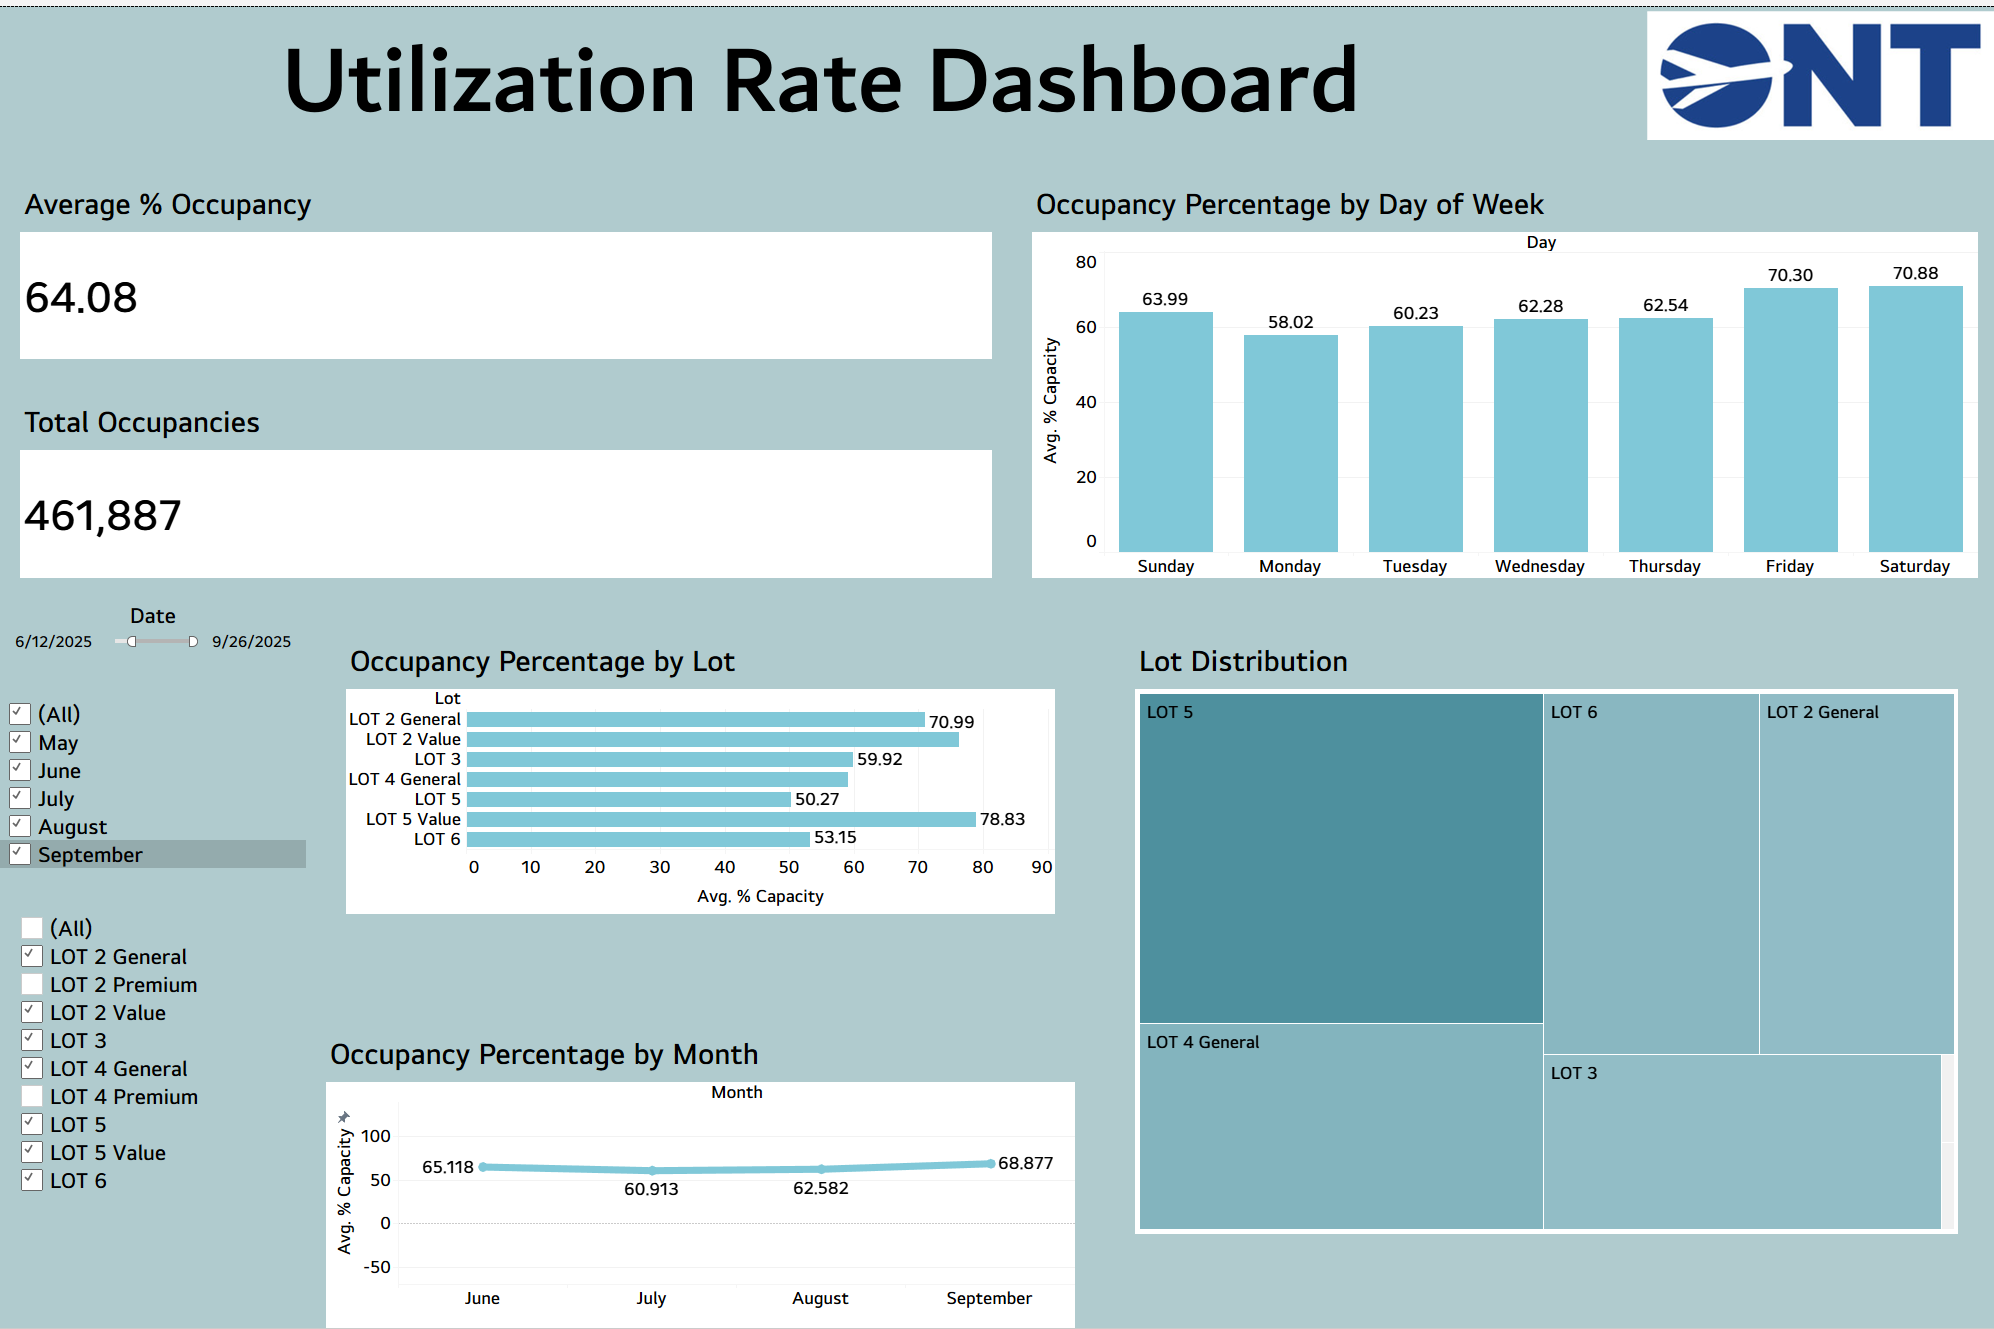 Utilization Rate Dashboard
ONT
Average % Occupancy
64.08
Total Occupancies
461,887
Occupancy Percentage by Day of Week
Day
Avg. % Capacity
80
60
40
20
0
63.99
58.02
60.23
62.28
62.54
70.30
70.88
Sunday Monday Tuesday Wednesday Thursday Friday Saturday
Date
6/12/2025 9/26/2025
(All)
May
June
July
August
September
(All)
LOT 2 General
LOT 2 Premium
LOT 2 Value
LOT 3
LOT 4 General
LOT 4 Premium
LOT 5
LOT 5 Value
LOT 6
Occupancy Percentage by Lot
Lot
LOT 2 General 70.99
LOT 2 Value
LOT 3 59.92
LOT 4 General
LOT 5 50.27
LOT 5 Value 78.83
LOT 6 53.15
0 10 20 30 40 50 60 70 80 90
Avg. % Capacity
Occupancy Percentage by Month
Month
Avg. % Capacity
100
50
0
-50
65.118
60.913
62.582
68.877
June July August September
Lot Distribution
LOT 5
LOT 6
LOT 2 General
LOT 4 General
LOT 3